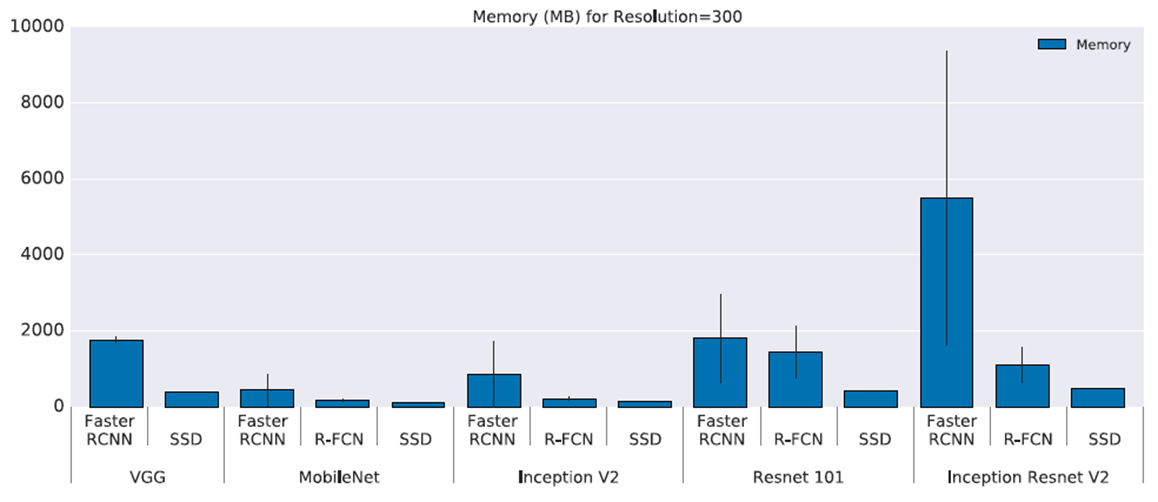 Memory (MB) for Resolution=300
Memory
10000
8000
6000
4000
2000
0
Faster RCNN SSD Faster RCNN R-FCN SSD Faster RCNN R-FCN SSD Faster RCNN R-FCN SSD Faster RCNN R-FCN SSD
VGG MobileNet Inception V2 Resnet 101 Inception Resnet V2